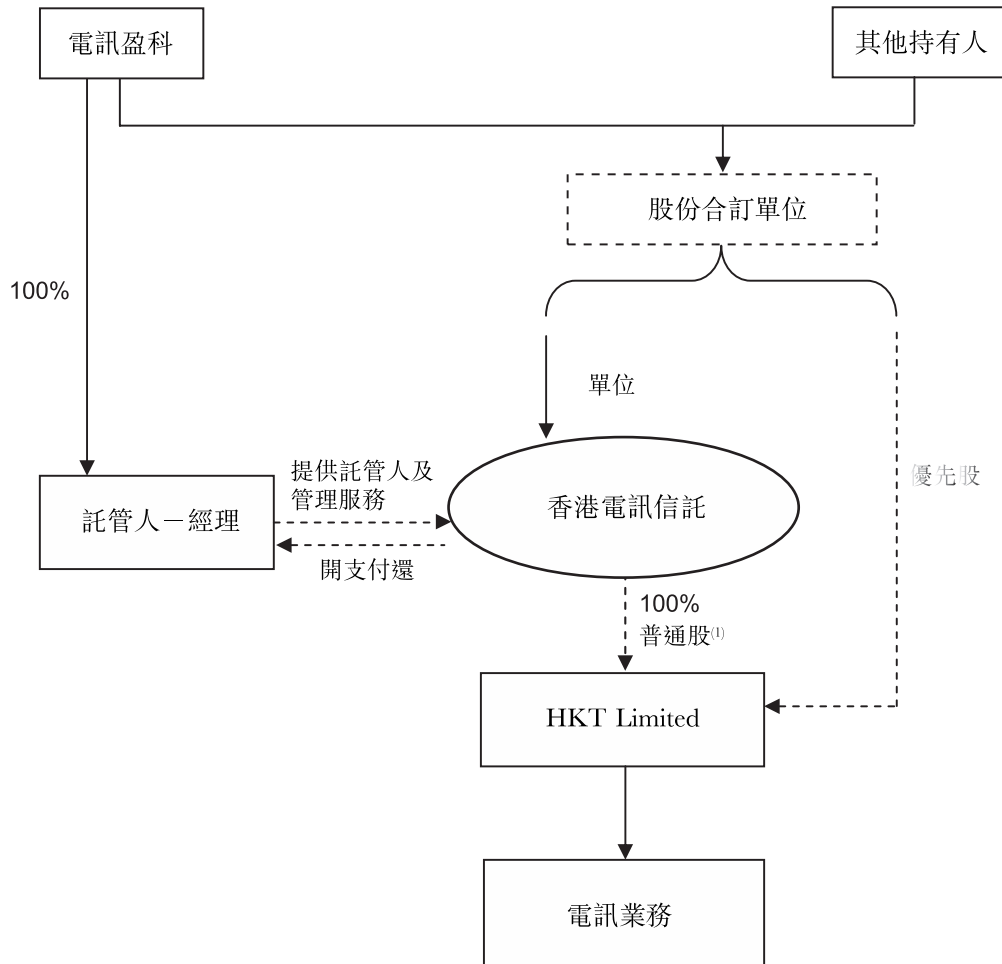 電訊盈科
其他持有人
股份合訂單位
100%
單位
提供託管人及
管理服務
優先股
託管人－經理
香港電訊信託
開支付還
100%
普通股(1)
HKT Limited
電訊業務